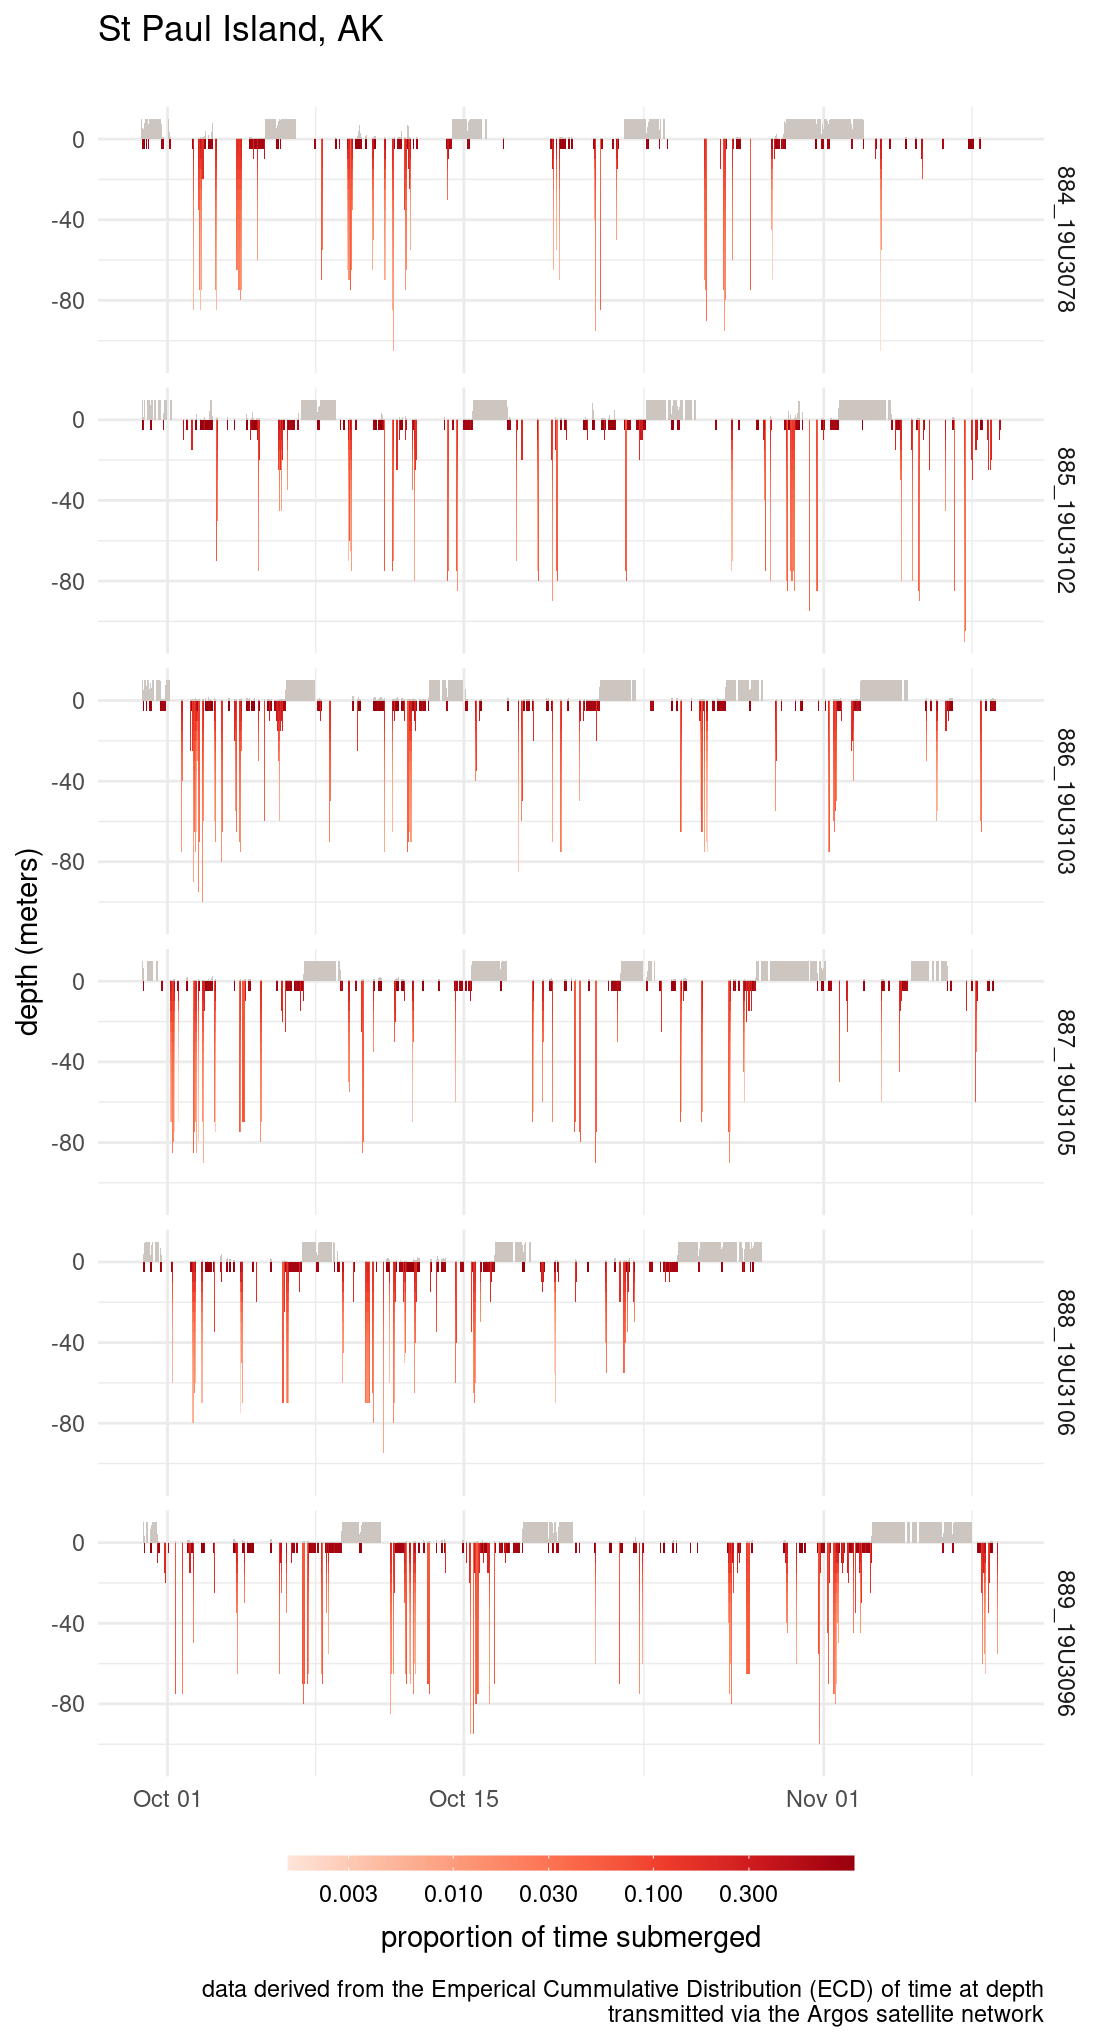 St Paul Island, AK
0
-40
-80
884_19U3078
0
-40
-80
885_19U3102
0
-40
-80
886_19U3103
depth (meters)
0
-40
-80
887_19U3105
0
-40
-80
888_19U3106
0
-40
-80
889_19U3096
Oct 01 Oct 15 Nov 01
0.003 0.010 0.030 0.100 0.300
proportion of time submerged
data derived from the Emperical Cummulative Distribution (ECD) of time at depth
transmitted via the Argos satellite network